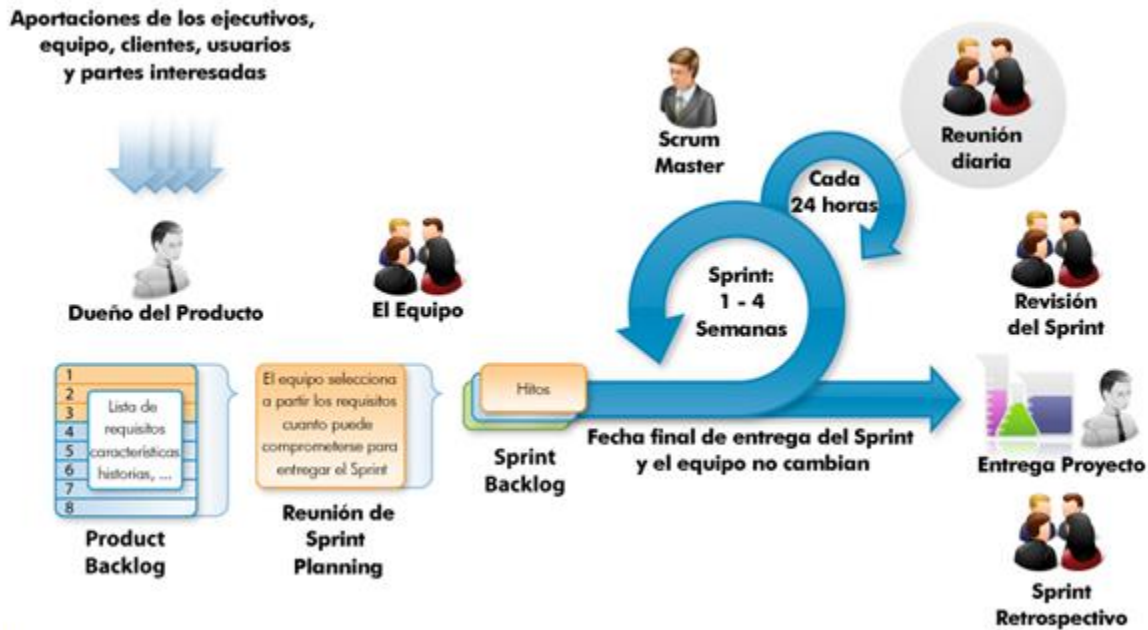 Aportaciones de los ejecutivos,
equipo, clientes, usuarios
y partes interesadas
Dueño del Producto
El Equipo
Scrum
Master
Reunión
diaria
Cada
24 horas
Sprint:
1 - 4
Semanas
Revisión
del Sprint
1
2
3
4
5
6
7
8
Lista de
requisitos
características
historias, ...
Product
Backlog
El equipo selecciona
a partir los requisitos
cuanto puede
comprometerse para
entregar el Sprint
Reunión de
Sprint
Planning
Hitos
Sprint
Backlog
Fecha final de entrega del Sprint
y el equipo no cambian
Entrega Proyecto
Sprint
Retrospectivo